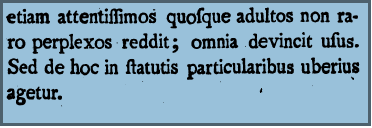 etiam attentiſſimos quoſque adultos non ra-
ro perplexos reddit; omnia devincit uſus.
Sed de hoc in ſtatutis particularibus uberius
agetur.